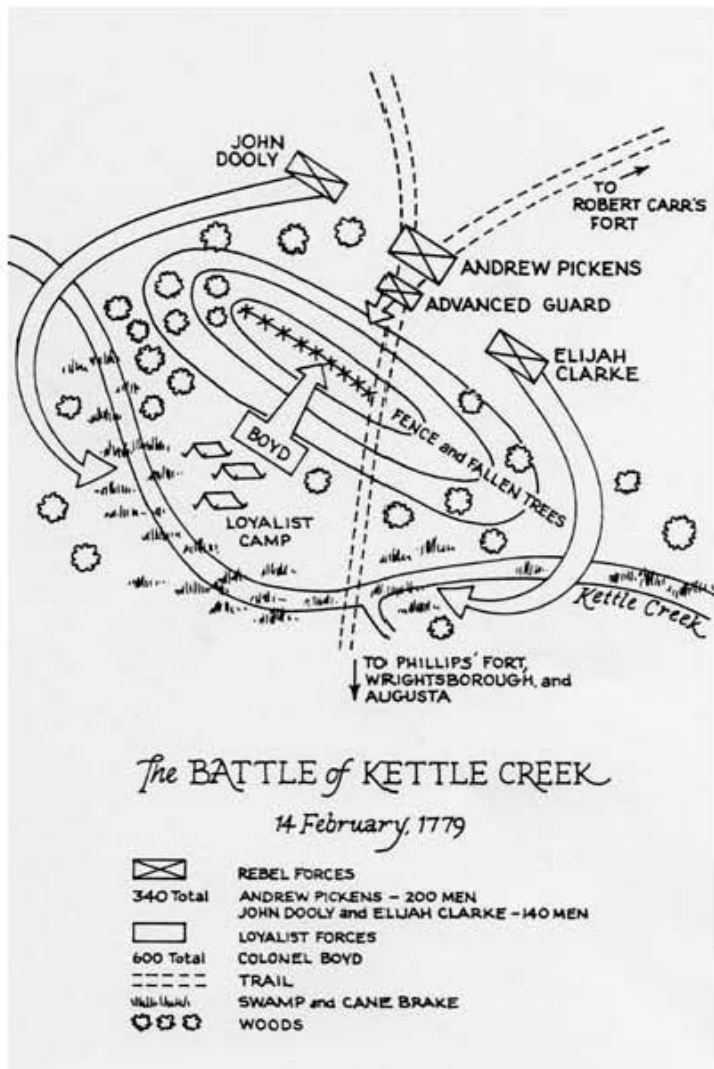 JOHN
DOOLY
TO
ROBERT CARR'S
FORT
ANDREW PICKENS
ADVANCED GUARD
ELIJAH
CLARKE
BOYD
FENCE and FALLEN TREES
LOYALIST
CAMP
Kettle Creek
TO PHILLIPS' FORT,
WRIGHTSBOROUGH, and
AUGUSTA
The BATTLE of KETTLE CREEK
14 February, 1779
REBEL FORCES
340 Total ANDREW PICKENS – 200 MEN
JOHN DOOLY and ELIJAH CLARKE – 140 MEN
LOYALIST FORCES
600 Total COLONEL BOYD
TRAIL
SWAMP and CANE BRAKE
WOODS